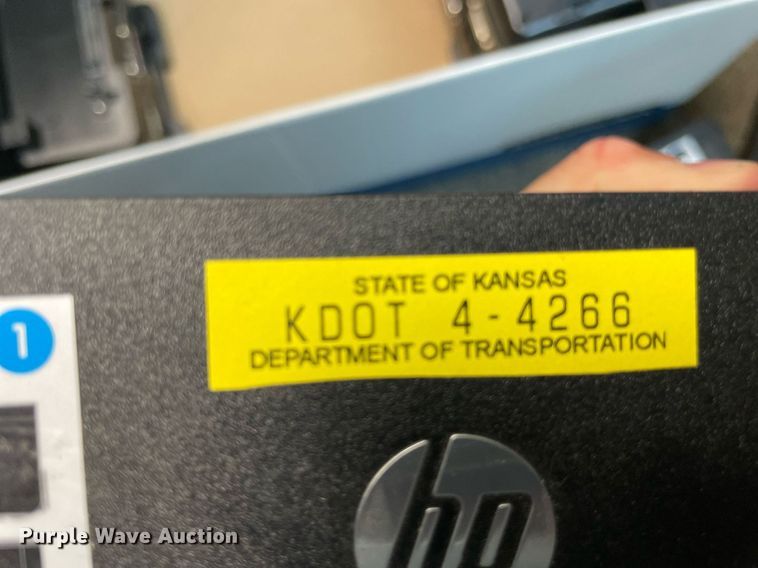 STATE OF KANSAS
KDOT 4-4266
DEPARTMENT OF TRANSPORTATION
1
hp
Purple Wave Auction